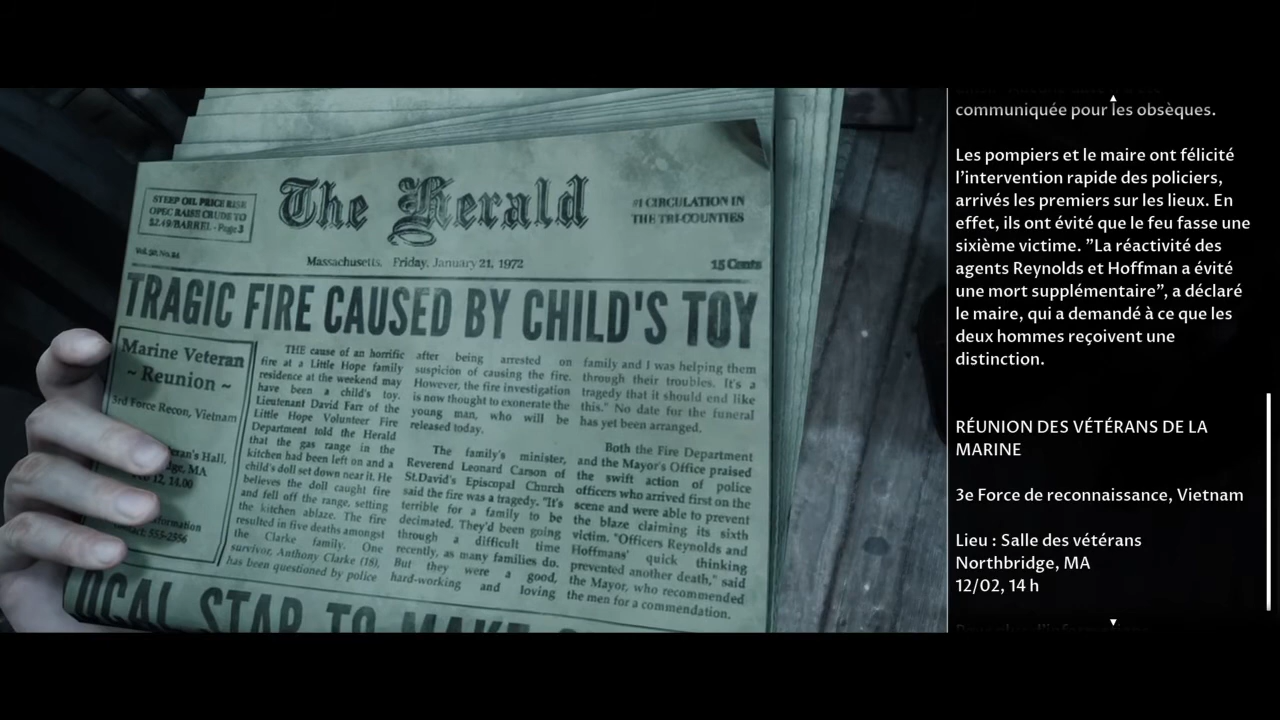 STEEP OIL PRICE RISE
OPEC RAISE CRUDE TO
$2.49/BARREL - Page 3
The Herald
#1 CIRCULATION IN
THE TRI-COUNTIES
Massachusetts, Friday, January 21, 1972
15 Cents
TRAGIC FIRE CAUSED BY CHILD'S TOY
Marine Veteran
~ Reunion ~
3rd Force Recon, Vietnam
eran's Hall,
dge, MA
12, 14.00
formation
555-2356
THE cause of an horrific
fire at a Little Hope family
residence at the weekend may
have been a child's toy.
Lieutenant David Farr of the
Little Hope Volunteer Fire
Department told the Herald
that the gas range in the
kitchen had been left on and a
child's doll set down near it. He
believes the doll caught fire
and fell off the range, setting
the kitchen ablaze. The fire
resulted in five deaths amongst
the Clarke family. One
survivor, Anthony Clarke (18),
has been questioned by police
after being arrested on
suspicion of causing the fire.
However, the fire investigation
is now thought to exonerate the
young man, who will be
released today.
The family's minister,
Reverend Leonard Carson of
St.David's Episcopal Church
said the fire was a tragedy. "It's
terrible for a family to be
decimated. They'd been going
through a difficult time
recently, as many families do.
But they were a good,
hard-working and loving
family and I was helping them
through their troubles. It's a
tragedy that it should end like
this." No date for the funeral
has yet been arranged.
Both the Fire Department
and the Mayor's Office praised
the swift action of police
officers who arrived first on the
scene and were able to prevent
the blaze claiming its sixth
victim. "Officers Reynolds and
Hoffmans' quick thinking
prevented another death," said
the Mayor, who recommended
the men for a commendation.
OCAL STAR TO MAKE
communiquée pour les obsèques.
Les pompiers et le maire ont félicité
l'intervention rapide des policiers,
arrivés les premiers sur les lieux. En
effet, ils ont évité que le feu fasse une
sixième victime. "La réactivité des
agents Reynolds et Hoffman a évité
une mort supplémentaire", a déclaré
le maire, qui a demandé à ce que les
deux hommes reçoivent une
distinction.
RÉUNION DES VÉTÉRANS DE LA
MARINE
3e Force de reconnaissance, Vietnam
Lieu : Salle des vétérans
Northbridge, MA
12/02, 14 h